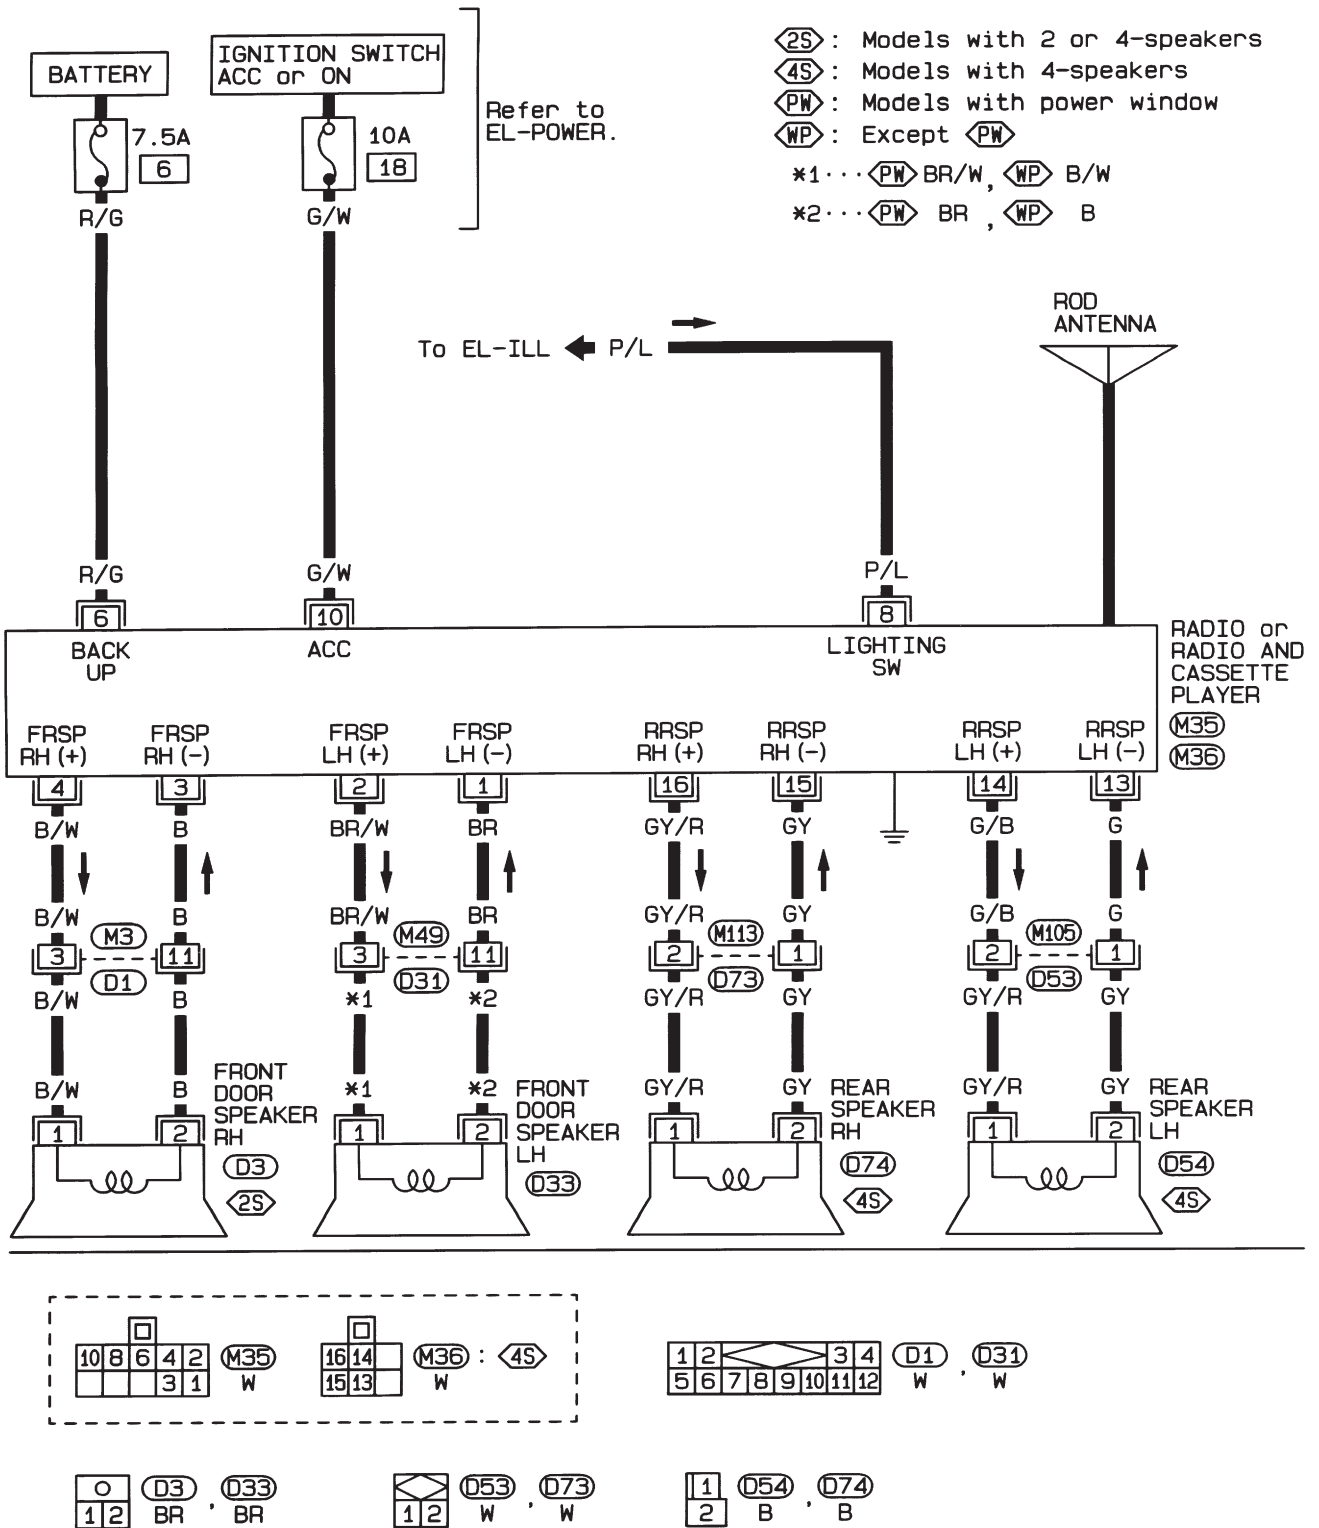 BATTERY
IGNITION SWITCH
ACC or ON
7.5A
6
10A
18
Refer to
EL-POWER.
R/G
G/W
2S : Models with 2 or 4-speakers
4S : Models with 4-speakers
PW : Models with power window
WP : Except PW
*1··· PW BR/W, WP B/W
*2··· PW BR , WP B
To EL-ILL P/L
ROD
ANTENNA
R/G
G/W
P/L
6
10
8
BACK
UP
ACC
LIGHTING
SW
RADIO or
RADIO AND
CASSETTE
PLAYER
M35
M36
FRSP
RH (+)
FRSP
RH (-)
FRSP
LH (+)
FRSP
LH (-)
RRSP
RH (+)
RRSP
RH (-)
RRSP
LH (+)
RRSP
LH (-)
4 3 2 1 16 15 14 13
B/W B BR/W BR GY/R GY G/B G
B/W B BR/W BR GY/R GY G/B G
M3 M49 M113 M105
3 11 3 11 2 1 2 1
D1 D31 D73 D53
B/W B *1 *2 GY/R GY GY/R GY
B/W B *1 *2 GY/R GY GY/R GY
1 2 1 2 1 2 1 2
FRONT
DOOR
SPEAKER
RH
D3
2S
FRONT
DOOR
SPEAKER
LH
D33
REAR
SPEAKER
RH
D74
4S
REAR
SPEAKER
LH
D54
4S
10 8 6 4 2
3 1
M35
W
16 14
15 13
M36 : 4S
W
1 2 3 4
5 6 7 8 9 10 11 12
D1 , D31
W W
1 2
D3 , D33
BR BR
1 2
D53 , D73
W W
1
2
D54 , D74
B B